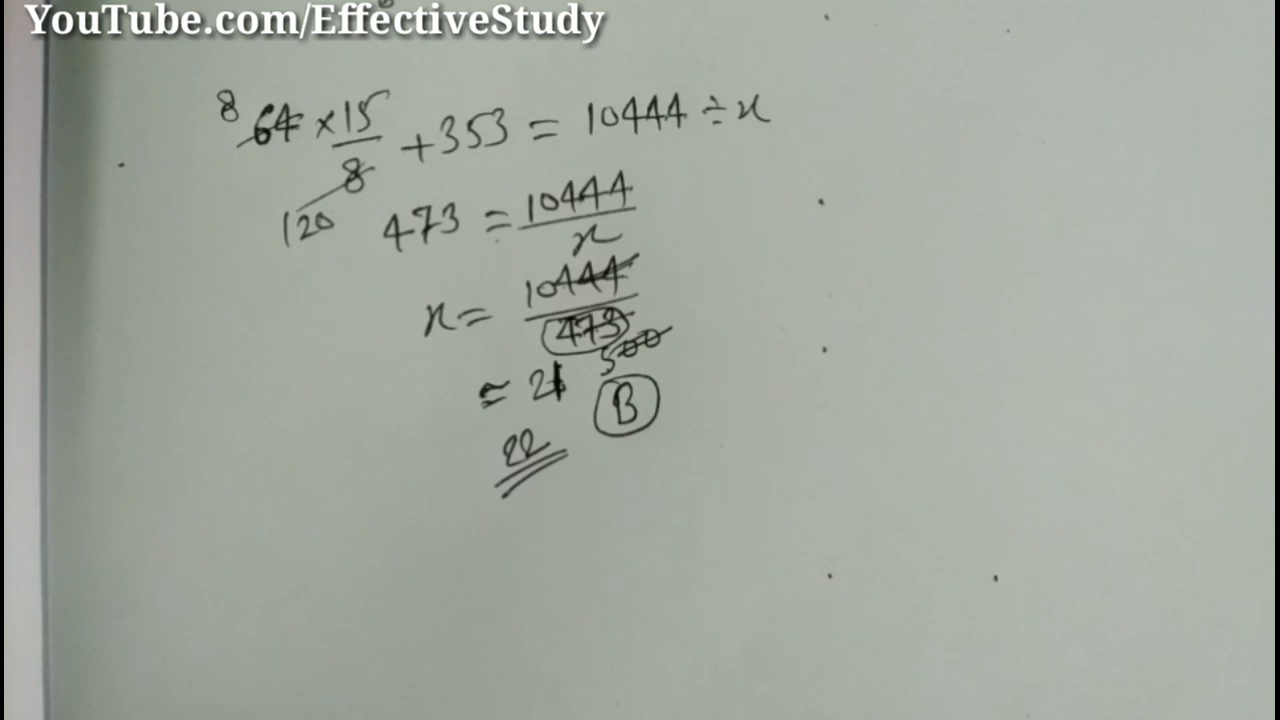 YouTube.com/EffectiveStudy
8 64 × 15/8 + 353 = 10444 ÷ x
120 473 = 10444/x
x = 10444/473
500
= 21 B
22